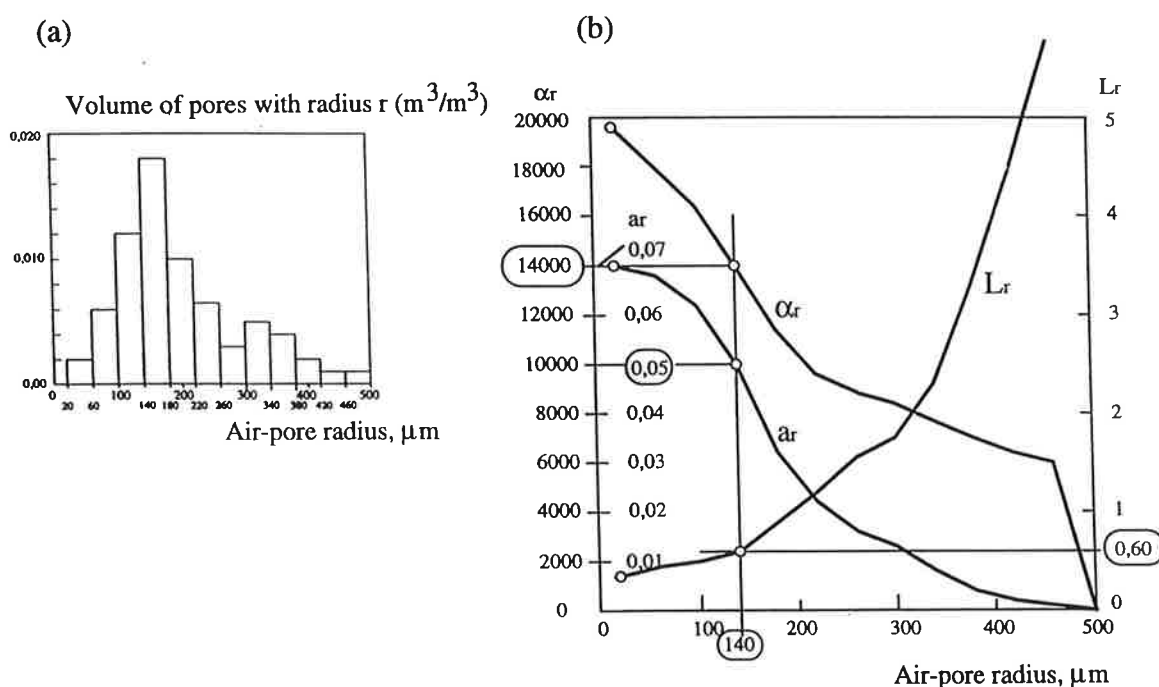 (a)
Volume of pores with radius r (m³/m³)
0,020
0,010
0,00
0 100 200 300 400 500
20 60 140 180 220 260 340 380 420 460
Air-pore radius, μm
(b)
αr Lr
20000 5
18000
16000 4
ar
0,07
14000
12000 0,06 3
10000 0,05
8000 0,04 2
6000 0,03
4000 0,02 1
2000 0,01 0,60
0 0
αr
ar
Lr
0 100 140 200 300 400 500
Air-pore radius, μm